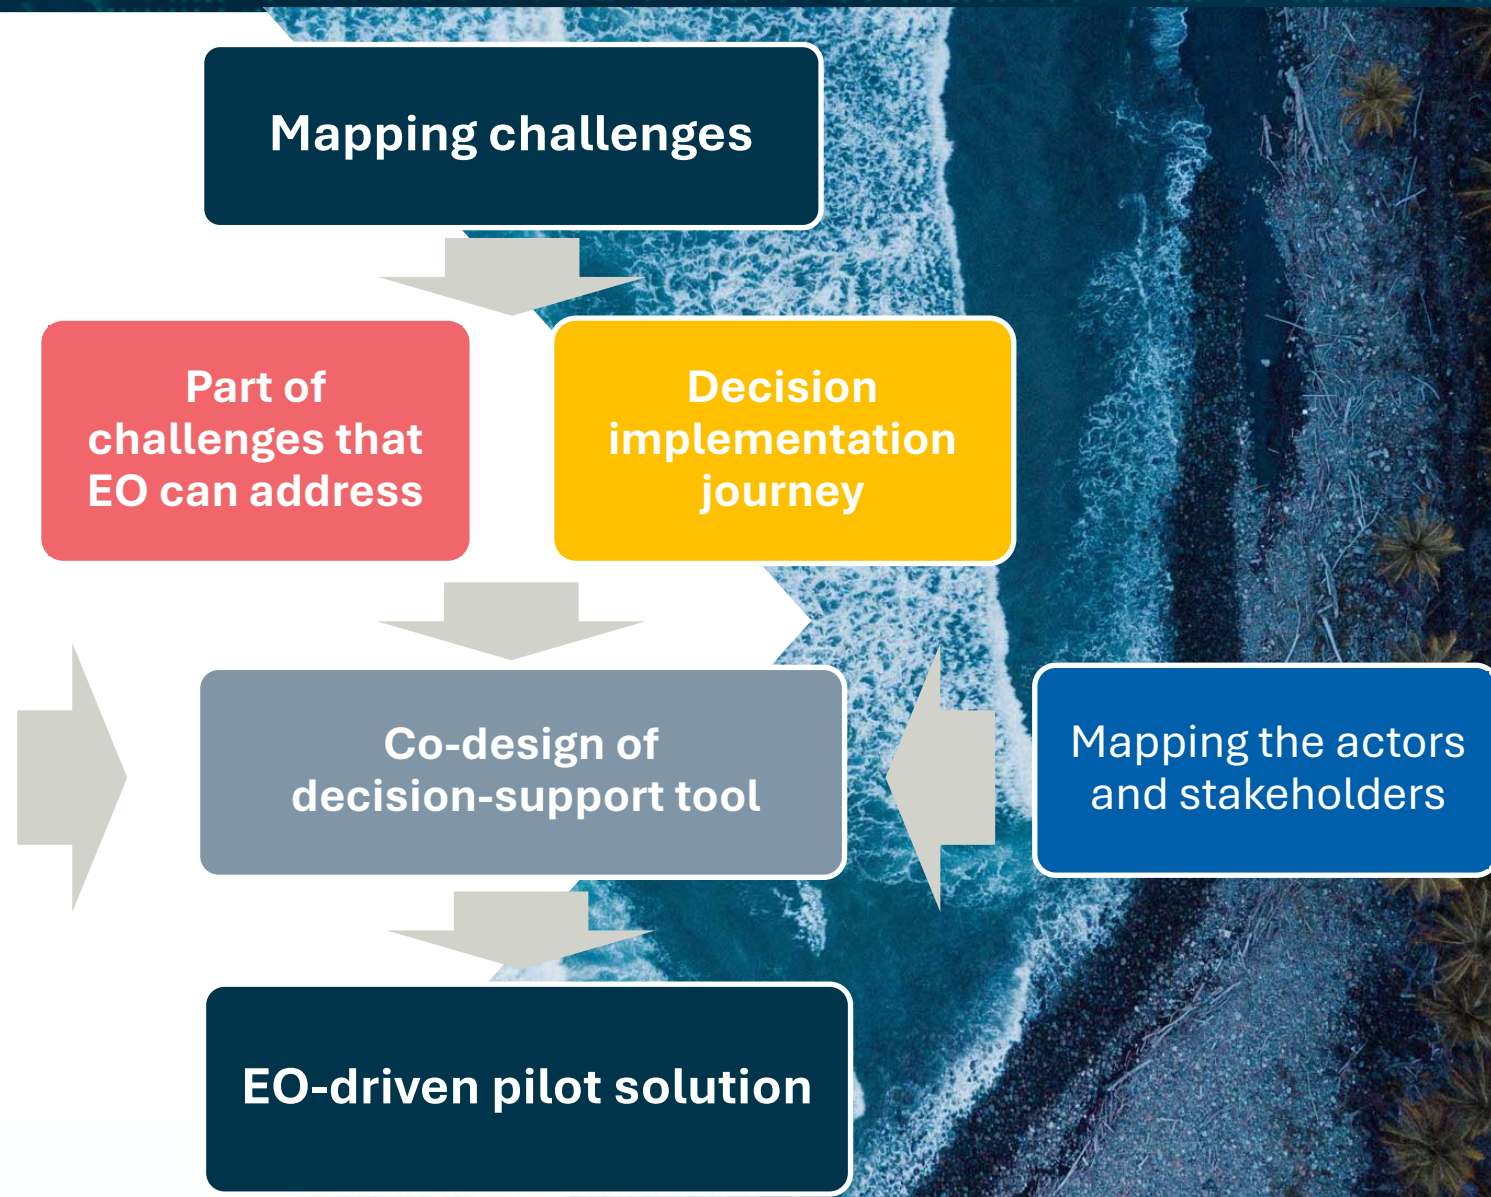 Mapping challenges
Part of
challenges that
EO can address
Decision
implementation
journey
Co-design of
decision-support tool
Mapping the actors
and stakeholders
EO-driven pilot solution